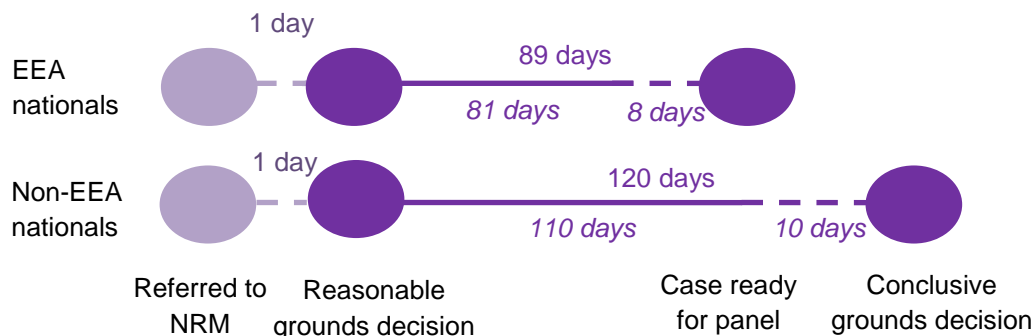 1 day
EEA
nationals
89 days
81 days
8 days
1 day
Non-EEA
nationals
120 days
110 days
10 days
Referred to
NRM
Reasonable
grounds decision
Case ready
for panel
Conclusive
grounds decision